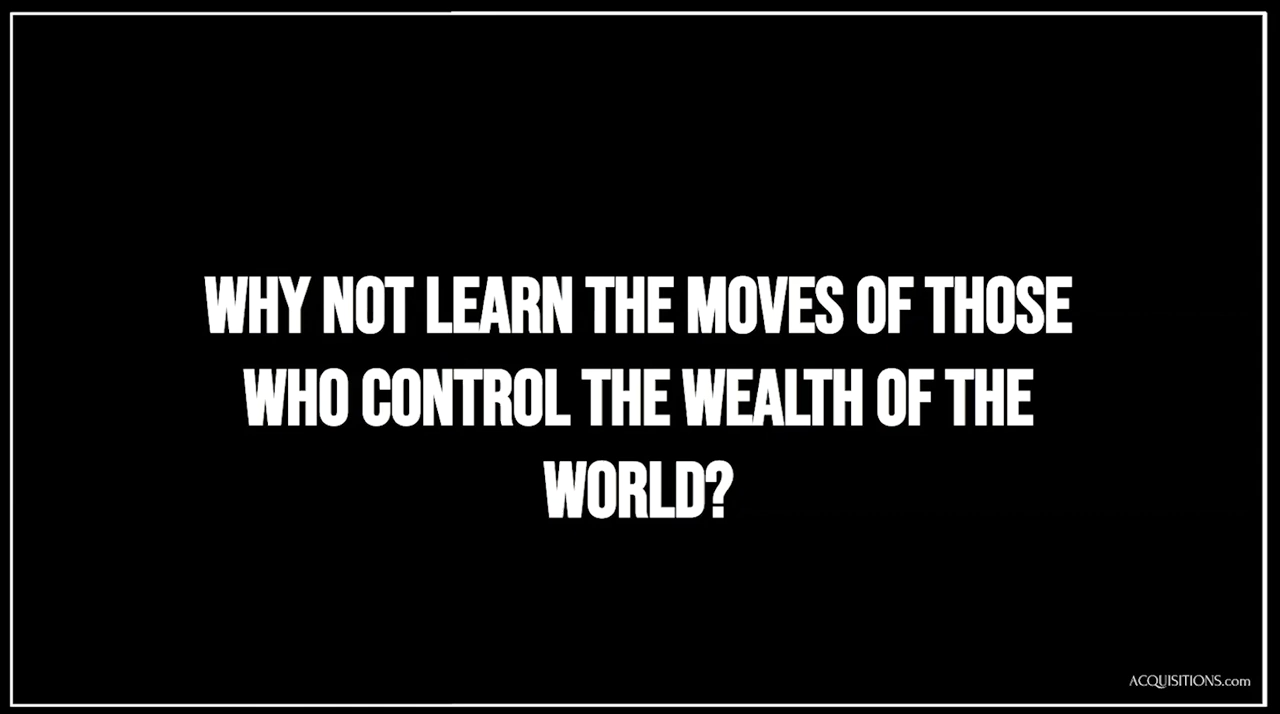 WHY NOT LEARN THE MOVES OF THOSE
WHO CONTROL THE WEALTH OF THE
WORLD?
ACQUISITIONS.com